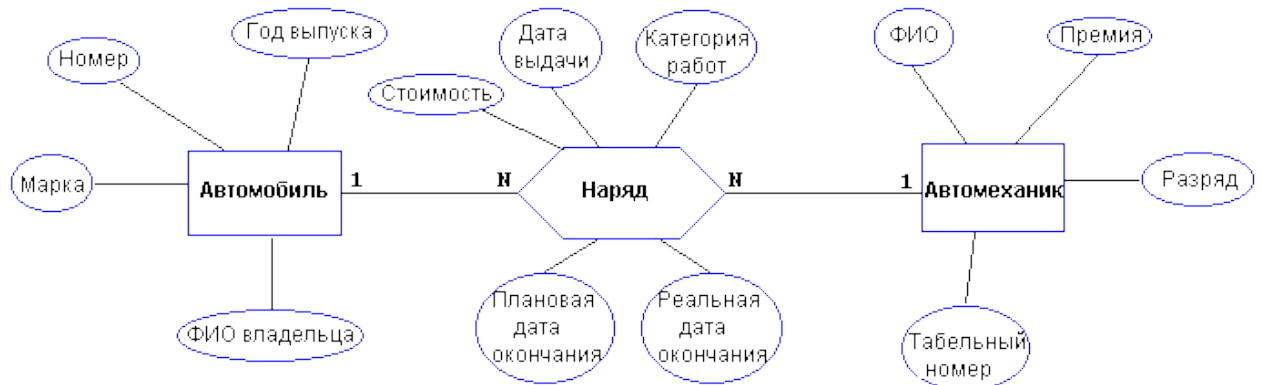 Год выпуска
Номер
Марка
Автомобиль
ФИО владельца
1
N
Стоимость
Дата
выдачи
Категория
работ
Наряд
Плановая
дата
окончания
Реальная
дата
окончания
N
1
ФИО
Премия
Автомеханик
Разряд
Табельный
номер